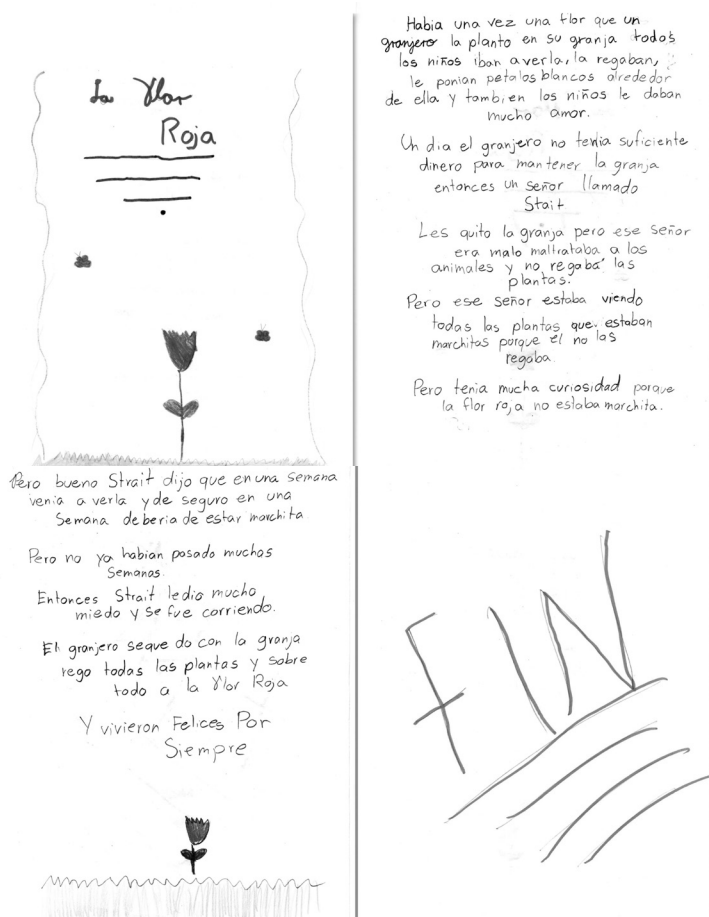 La Flor
Roja
Habia una vez una flor que un
granjero la planto en su granja todos
los niños iban averla, la regaban,
le ponian petalos blancos alrededor
de ella y tambien los niños le daban
mucho amor.
Un dia el granjero no tenia suficiente
dinero para mantener la granja
entonces un señor llamado
Stait
Les quito la granja pero ese señor
era malo maltrataba a los
animales y no regaba las
plantas.
Pero ese señor estaba viendo
todas las plantas que estaban
marchitas porque el no las
regaba.
Pero tenia mucha curiosidad porque
la flor roja no estaba marchita.
Pero bueno Strait dijo que en una semana
venia a verla y de seguro en una
Semana deberia de estar marchita
Pero no ya habian pasado muchas
Semanas.
Entonces Strait ledio mucho
miedo y se fue corriendo.
El granjero seque do con la granja
rego todas las plantas y sobre
todo a la Flor Roja
Y vivieron Felices Por
Siempre
FIN